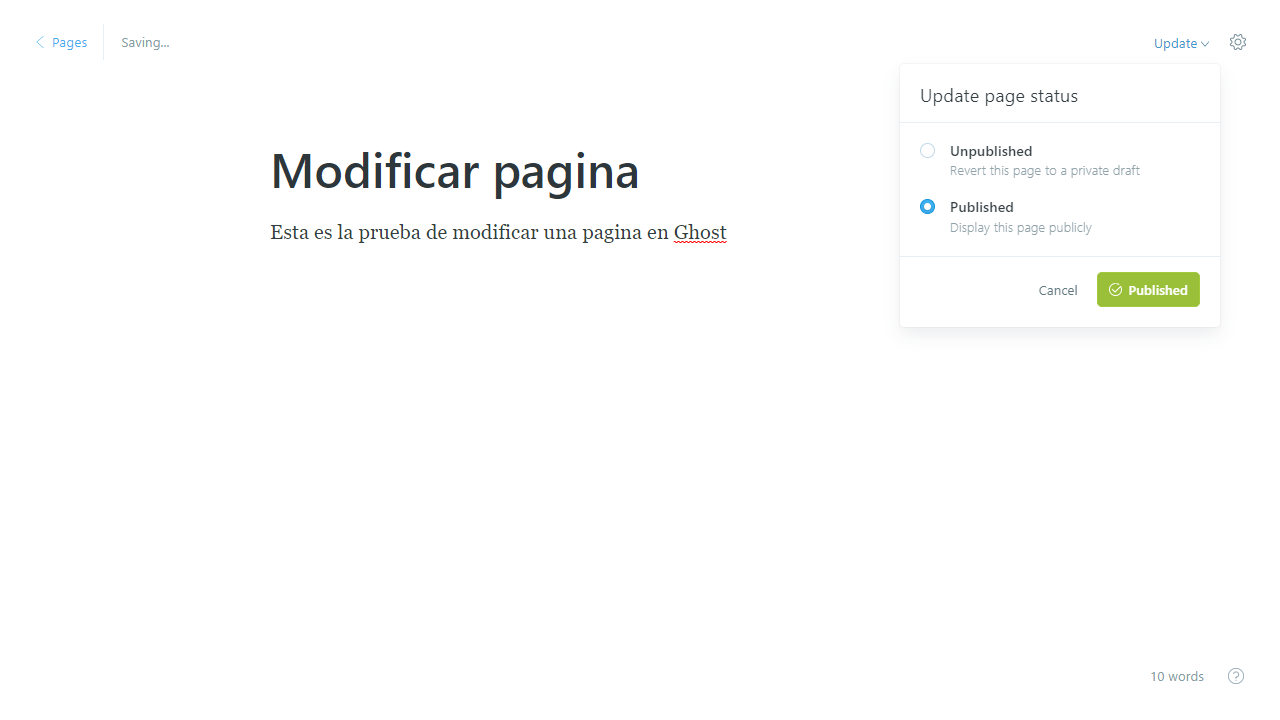 Pages
Saving...
Update
Update page status
Unpublished
Revert this page to a private draft
Published
Display this page publicly
Cancel
Published
Modificar pagina
Esta es la prueba de modificar una pagina en Ghost
10 words
?